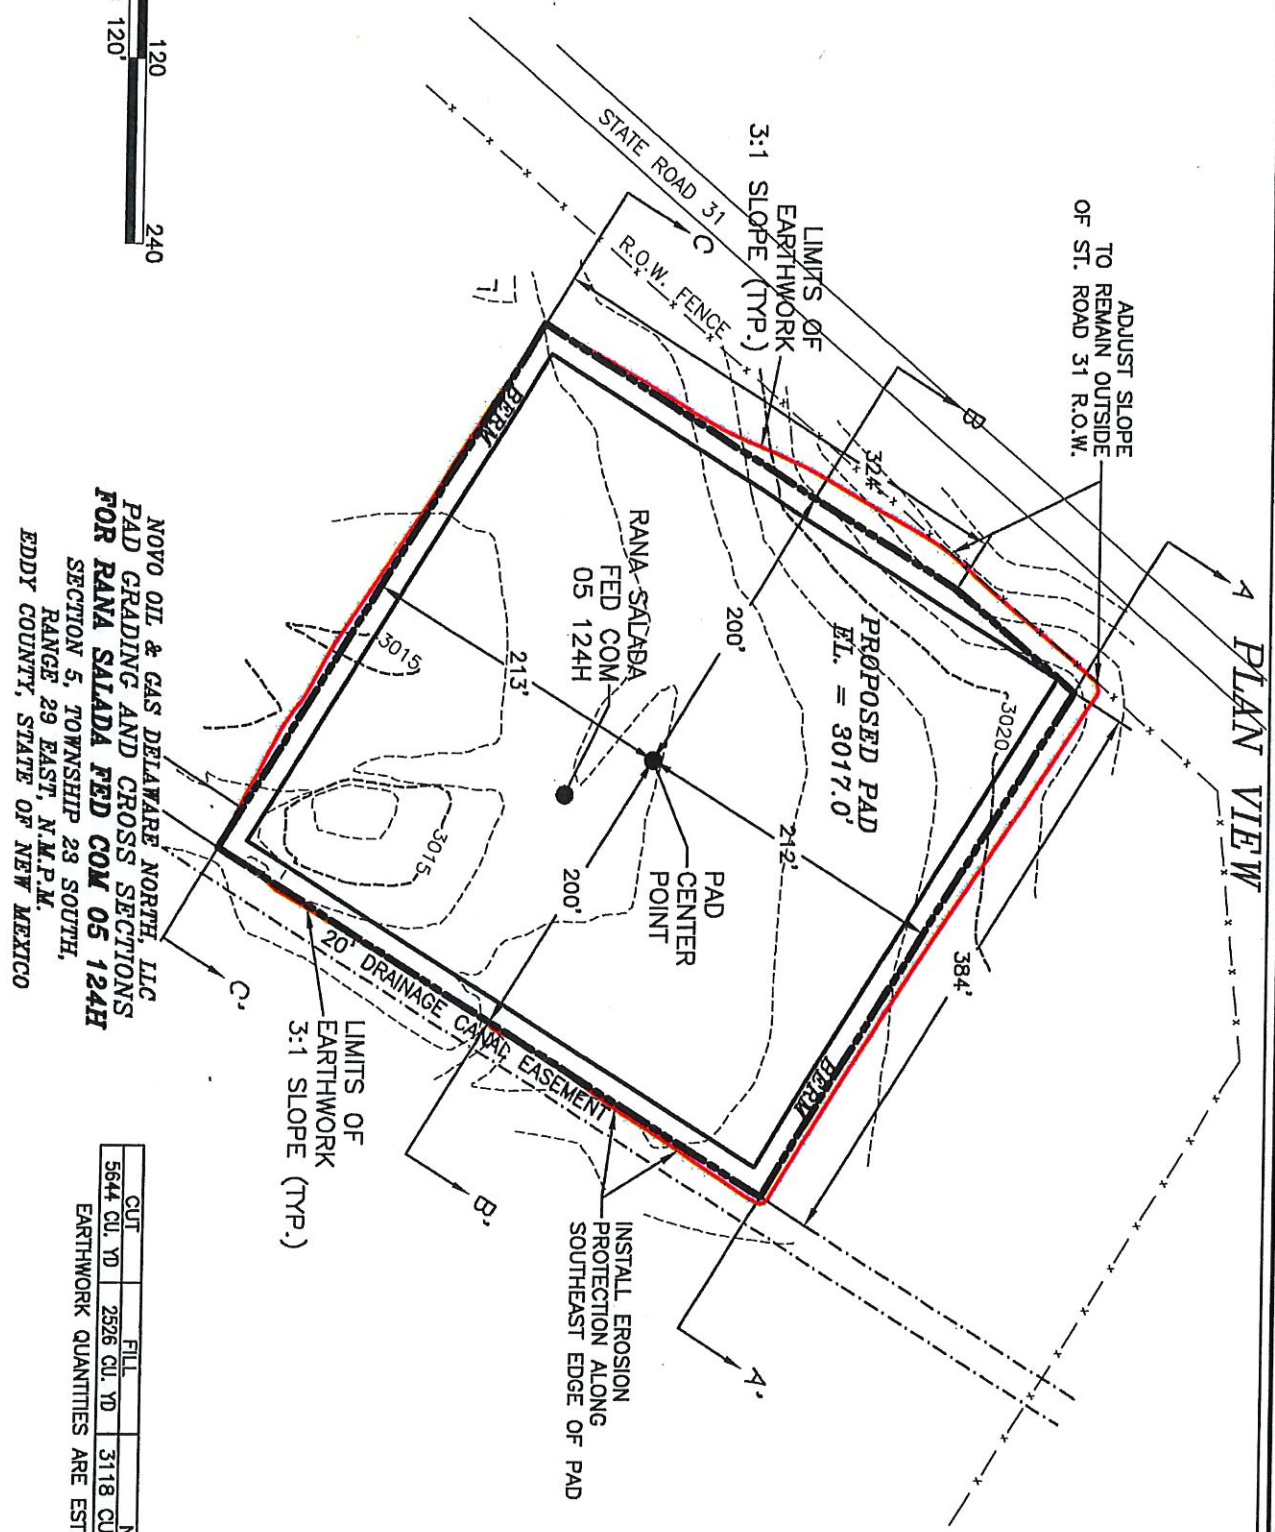 PLAN VIEW
ADJUST SLOPE
TO REMAIN OUTSIDE
OF ST. ROAD 31 R.O.W.
A
B
STATE ROAD 31
C
R.O.W. FENCE
LIMITS OF
EARTHWORK
3:1 SLOPE (TYP.)
324'
3020
384'
PROPOSED PAD
EL. = 3017.0'
BERM
200'
212'
RANA SALADA
FED COM
05 124H
PAD
CENTER
POINT
213'
200'
3015
3015
BERM
20' DRAINAGE CANAL EASEMENT
INSTALL EROSION
PROTECTION ALONG
SOUTHEAST EDGE OF PAD
A'
B'
C'
LIMITS OF
EARTHWORK
3:1 SLOPE (TYP.)
120
240
120'
NOVO OIL & GAS DELAWARE NORTH, LLC
PAD GRADING AND CROSS SECTIONS
FOR RANA SALADA FED COM 05 124H
SECTION 5, TOWNSHIP 23 SOUTH,
RANGE 29 EAST, N.M.P.M.
EDDY COUNTY, STATE OF NEW MEXICO
CUT FILL N
5644 CU. YD 2526 CU. YD 3118 CU
EARTHWORK QUANTITIES ARE EST